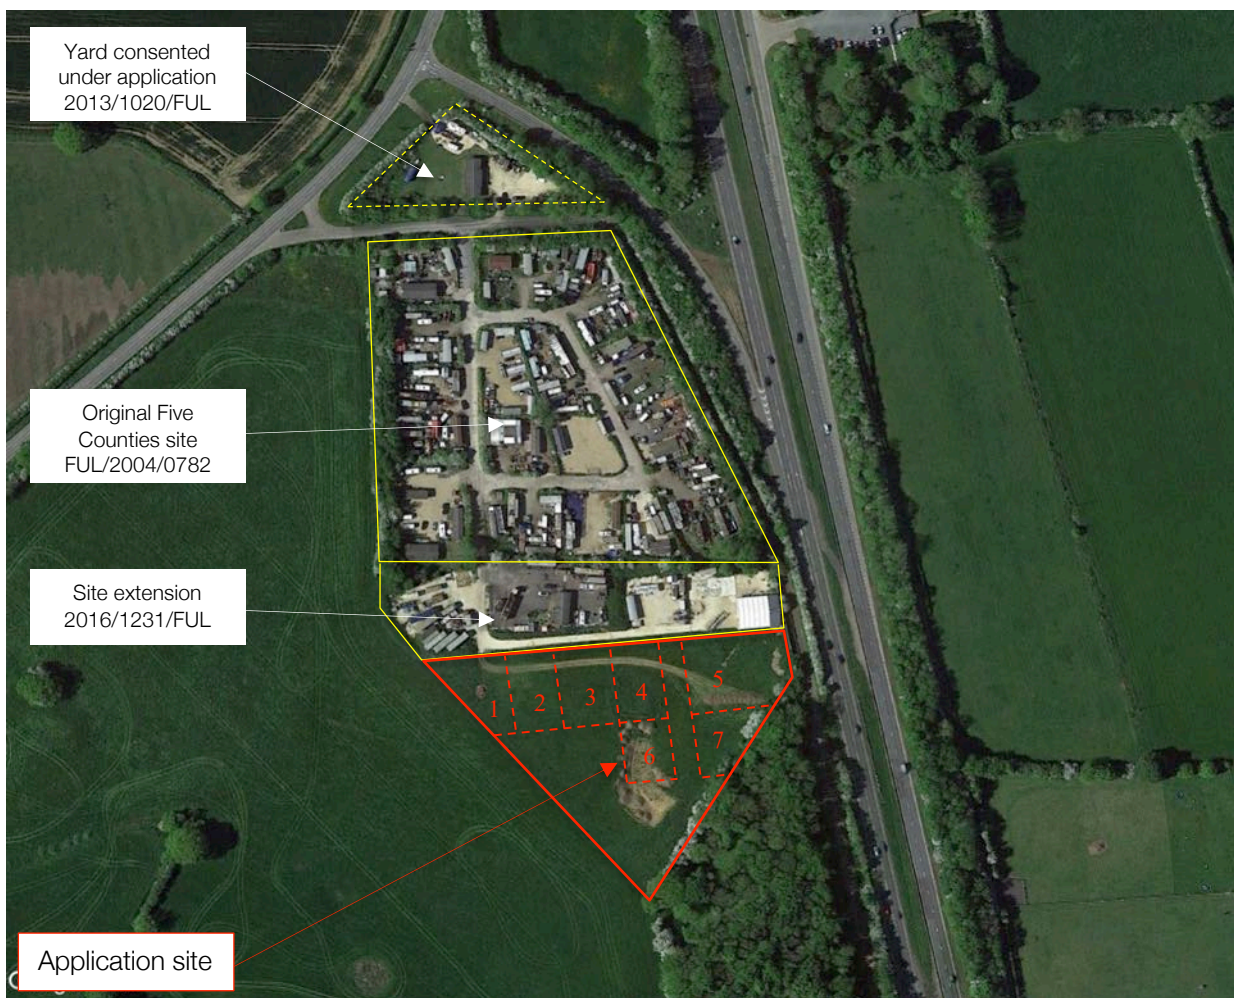 Yard consented
under application
2013/1020/FUL
Original Five
Counties site
FUL/2004/0782
Site extension
2016/1231/FUL
1
2
3
4
5
6
7
Application site